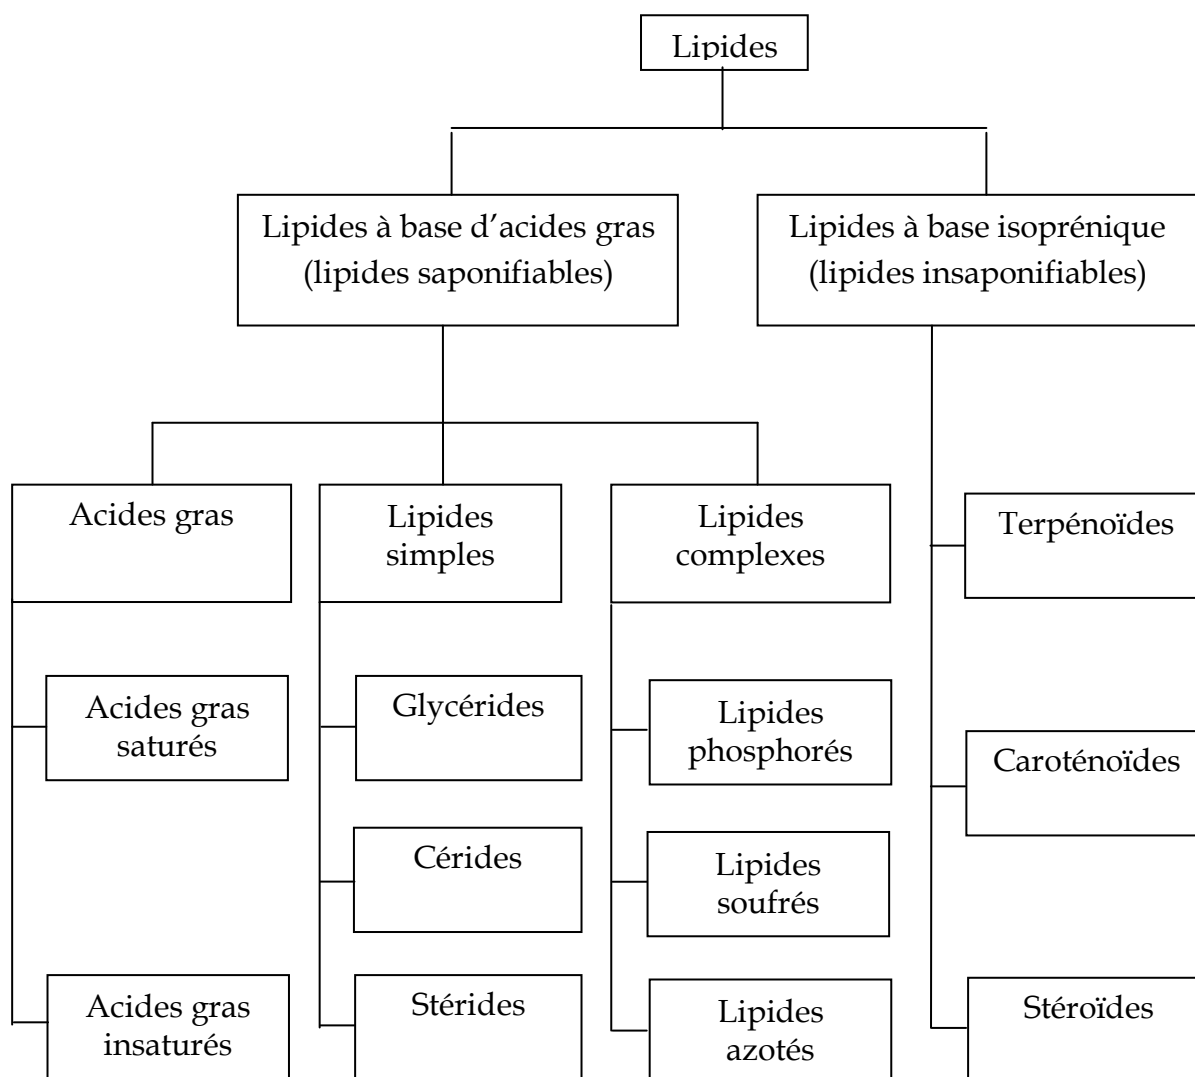 Lipides
Lipides à base d’acides gras
(lipides saponifiables)
Lipides à base isoprénique
(lipides insaponifiables)
Acides gras
Lipides
simples
Lipides
complexes
Terpénoïdes
Acides gras
saturés
Glycérides
Lipides
phosphorés
Caroténoïdes
Cérides
Lipides
soufrés
Acides gras
insaturés
Stérides
Lipides
azotés
Stéroïdes